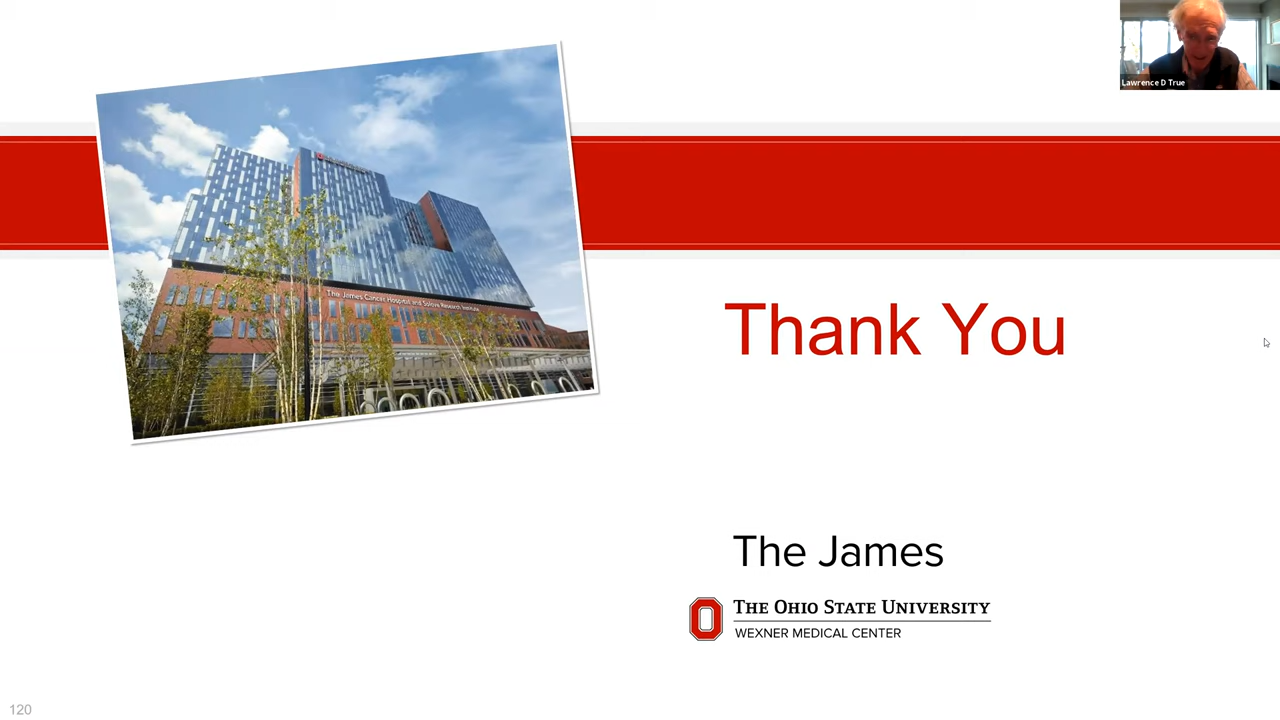 Lawrence D True
The James Cancer Hospital and Solove Research Institute
Thank You
The James
THE OHIO STATE UNIVERSITY
WEXNER MEDICAL CENTER
120